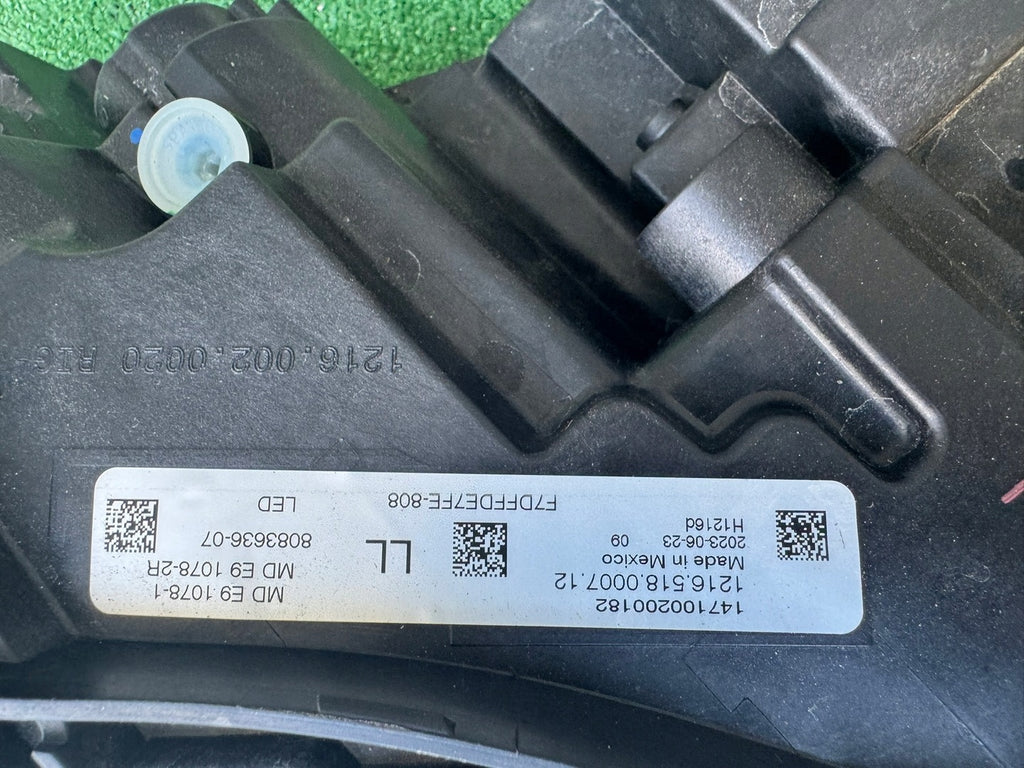 147100200182
1216.518.0007.12
Made in Mexico
2023-06-23 09
H1216d
LL
F7DFFDE7FE-808
MD E9 1078-1
MD E9 1078-2R
8083636-07
LED
1216.002.0020 RIG